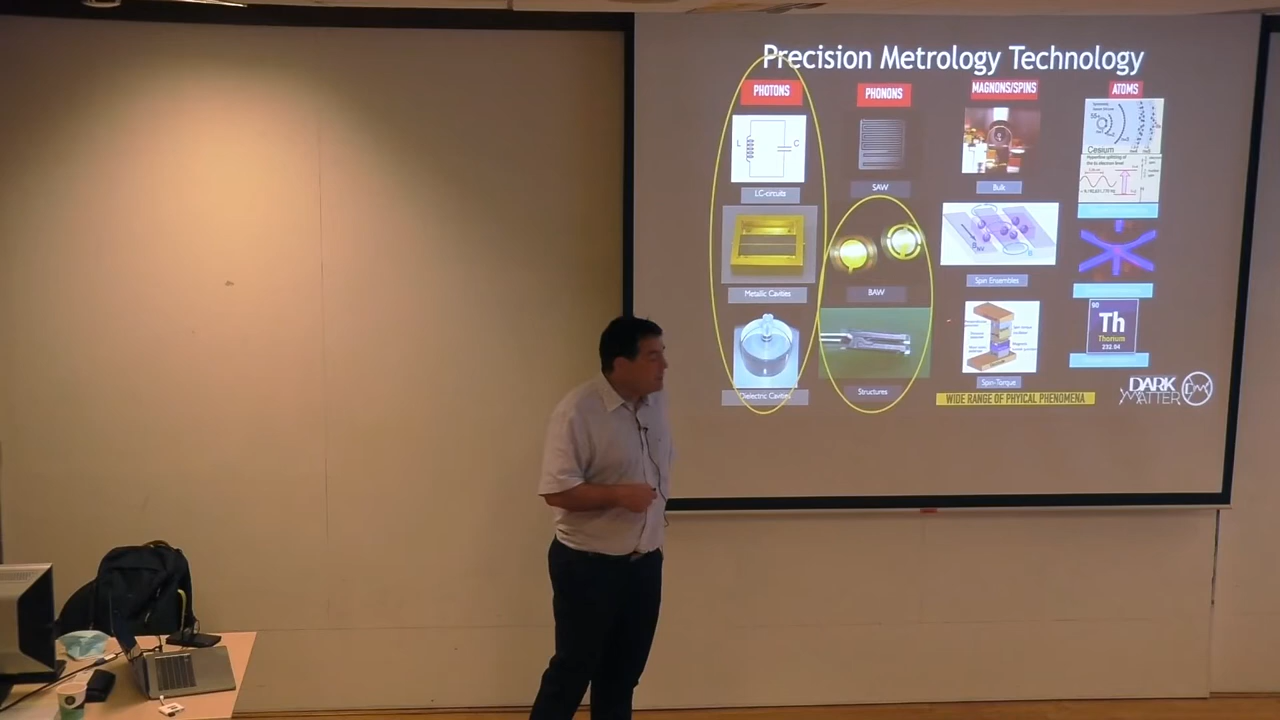 Precision Metrology Technology
PHOTONS
PHONONS
MAGNONS/SPINS
ATOMS
L
C
LC-circuits
SAW
Bulk
Cesium
Metallic Cavities
BAW
Spin Ensembles
90
Th
Thorium
232.04
Dielectric Cavities
Structures
Spin-Torque
WIDE RANGE OF PHYICAL PHENOMENA
DARK
MATTER